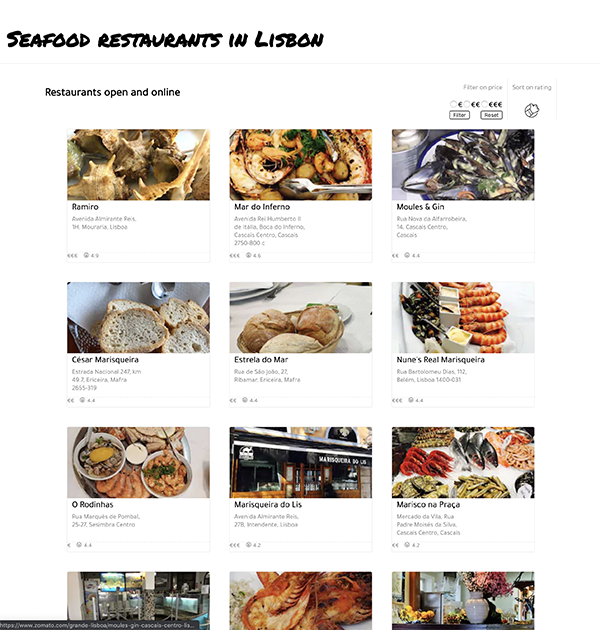 Seafood restaurants in Lisbon
Restaurants open and online
Filter on price
Sort on rating
€ €€ €€€
Filter Reset
Ramiro
Avenida Almirante Reis,
1H, Mouraria, Lisboa
€€€ 4.9
Mar do Inferno
Avenida Rei Humberto II
de Itália, Boca do Inferno,
Cascais Centro, Cascais
2750-800 c
€€€ 4.6
Moules & Gin
Rua Nova da Alfarrobeira,
14, Cascais Centro,
Cascais
€€ 4.4
César Marisqueira
Estrada Nacional 247, km
49.7, Ericeira, Mafra
2655-319
€€ 4.4
Estrela do Mar
Rua de São João, 27,
Ribamar, Ericeira, Mafra
€€ 4.4
Nune's Real Marisqueira
Rua Bartolomeu Dias, 112,
Belém, Lisboa 1400-031
€€€ 4.4
O Rodinhas
Rua Marquês de Pombal,
25-27, Sesimbra Centro
€ 4.4
MARISQUEIRA DO LIS
Marisqueira do Lis
Avenida Almirante Reis,
27B, Intendente, Lisboa
€€€ 4.2
Marisco na Praça
Mercado da Vila, Rua
Padre Moisés da Silva,
Cascais Centro, Cascais
€€ 4.2
https://www.zomato.com/grande-lisboa/moules-gin-cascais-centro-lis...